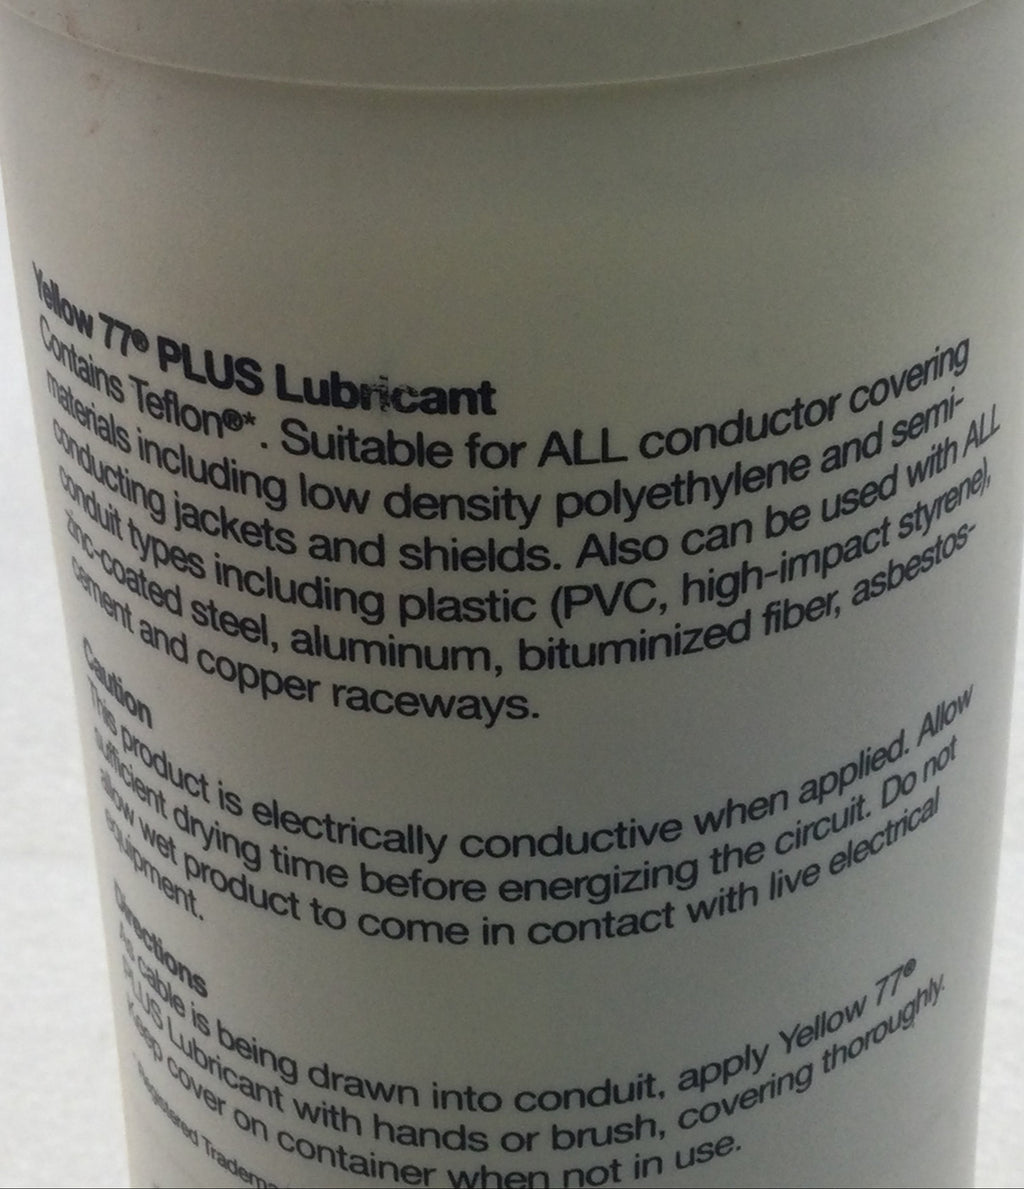 Yellow 77® PLUS Lubricant
Contains Teflon®*. Suitable for ALL conductor covering
materials including low density polyethylene and semi-
conducting jackets and shields. Also can be used with ALL
conduit types including plastic (PVC, high-impact styrene),
zinc-coated steel, aluminum, bituminized fiber, asbestos-
cement and copper raceways.
Caution
This product is electrically conductive when applied. Allow
sufficient drying time before energizing the circuit. Do not
allow wet product to come in contact with live electrical
equipment.
Directions
As cable is being drawn into conduit, apply Yellow 77®
PLUS Lubricant with hands or brush, covering thoroughly.
Keep cover on container when not in use.